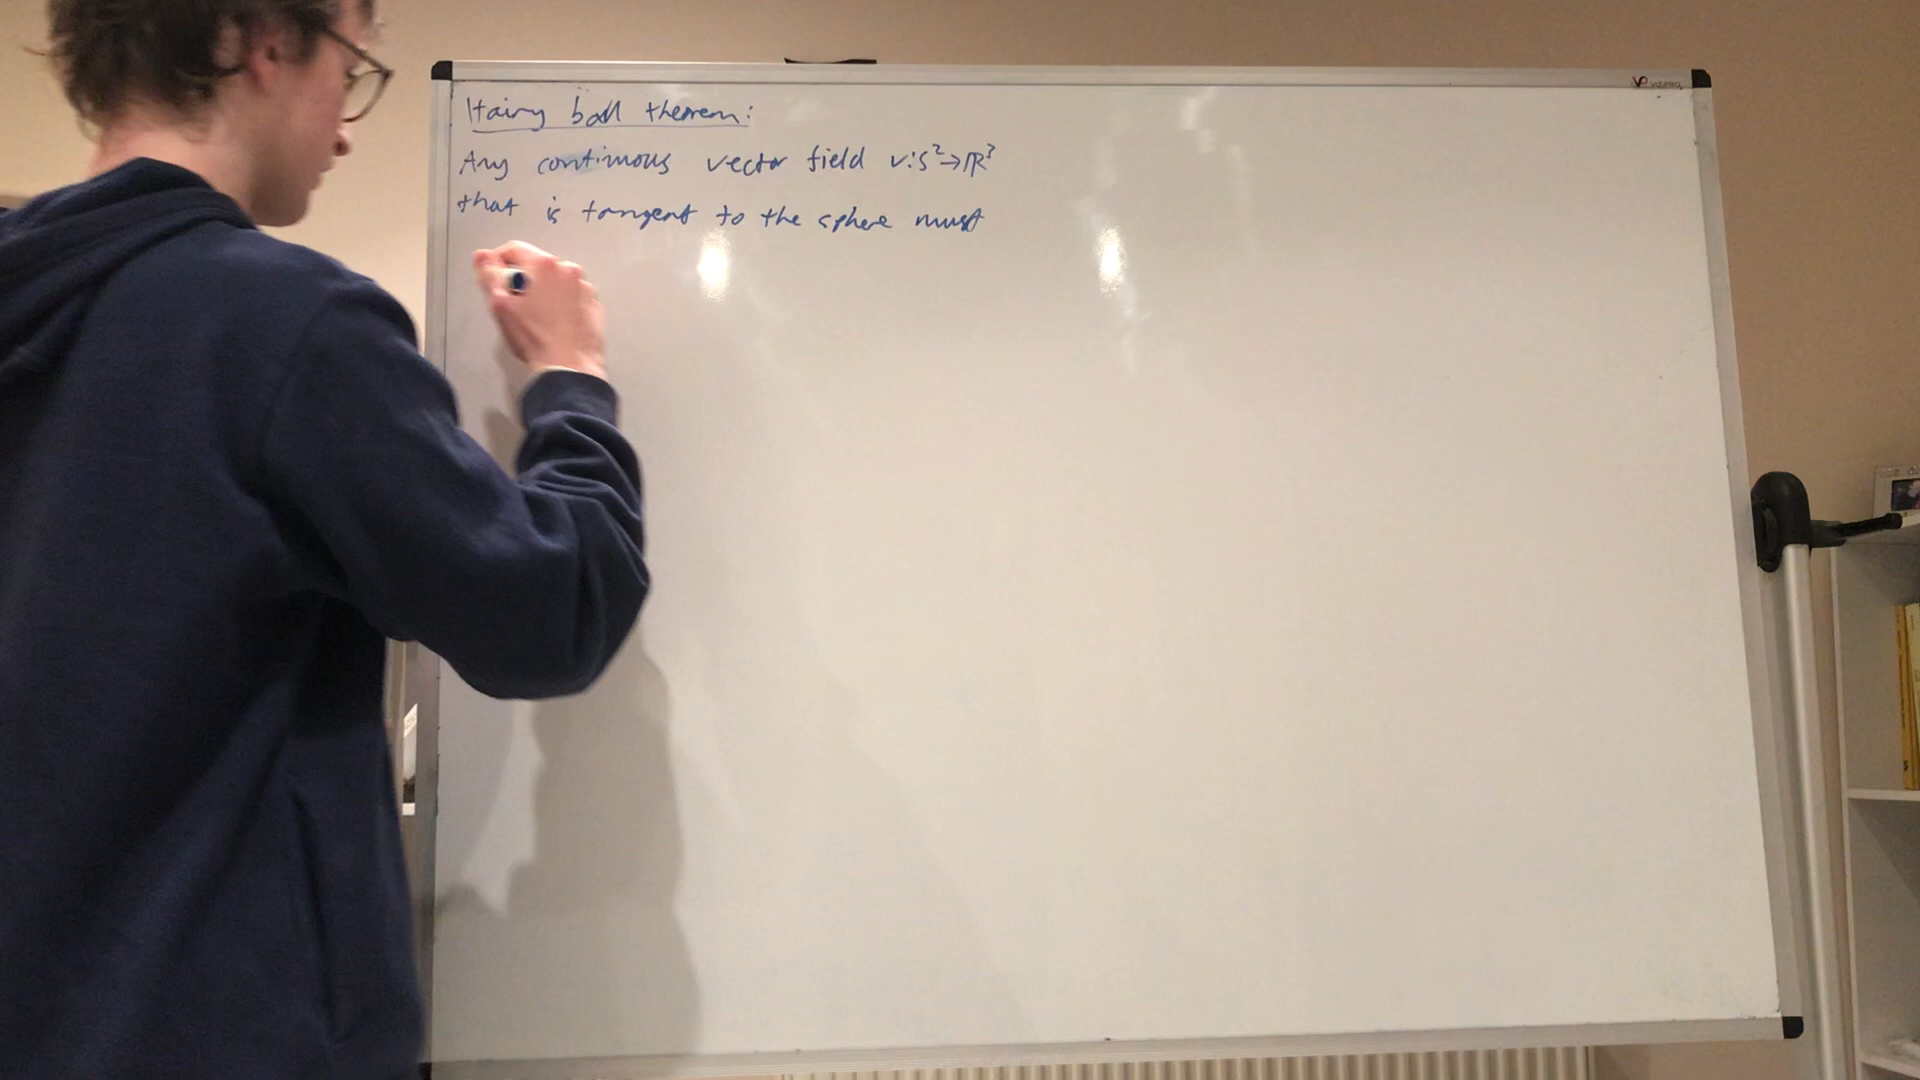 Hairy ball theorem:
Any continuous vector field v:S²→ℝ³
that is tangent to the sphere must